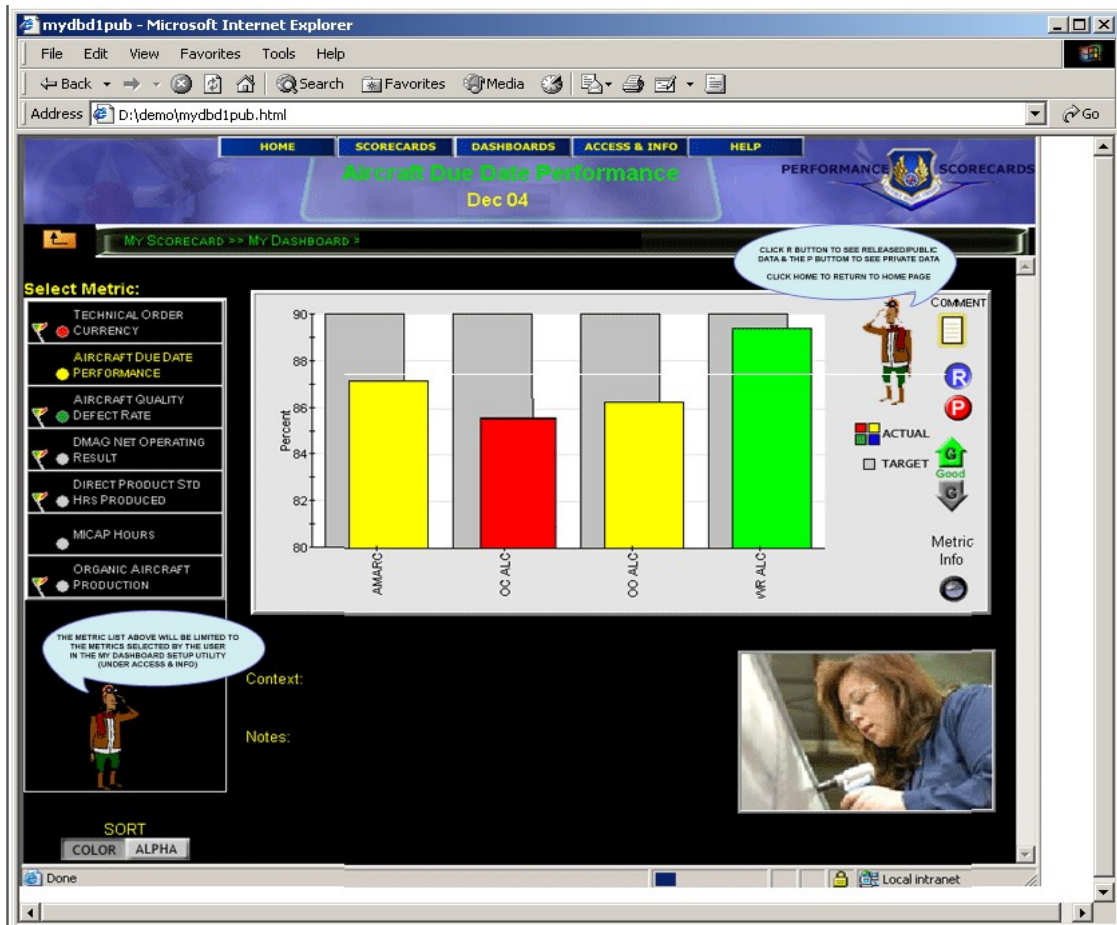 mydbd1pub - Microsoft Internet Explorer
File Edit View Favorites Tools Help
Back Search Favorites Media
Address D:\demo\mydbd1pub.html Go
HOME SCORECARDS DASHBOARDS ACCESS & INFO HELP
Aircraft Due Date Performance
Dec 04
PERFORMANCE SCORECARDS
MY SCORECARD >> MY DASHBOARD >
CLICK R BUTTON TO SEE RELEASED/PUBLIC
DATA & THE P BUTTOM TO SEE PRIVATE DATA
CLICK HOME TO RETURN TO HOME PAGE
Select Metric:
TECHNICAL ORDER
CURRENCY
AIRCRAFT DUE DATE
PERFORMANCE
AIRCRAFT QUALITY
DEFECT RATE
DMAG NET OPERATING
RESULT
DIRECT PRODUCT STD
HRS PRODUCED
MICAP HOURS
ORGANIC AIRCRAFT
PRODUCTION
THE METRIC LIST ABOVE WILL BE LIMITED TO
THE METRICS SELECTED BY THE USER
IN THE MY DASHBOARD SETUP UTILITY
(UNDER ACCESS & INFO)
SORT
COLOR ALPHA
Percent
90
88
86
84
82
80
AMARC
OC ALC
OO ALC
WR ALC
COMMENT
R
P
ACTUAL
TARGET
G
Good
G
Metric
Info
Context:
Notes:
Done
Local intranet